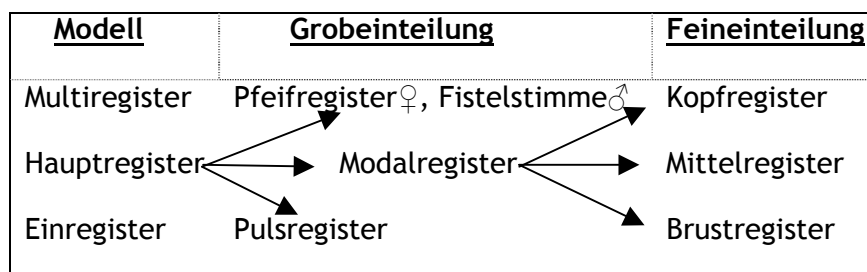 Modell Grobeinteilung Feineinteilung
Multiregister Pfeifregister♀, Fistelstimme♂ Kopfregister
Hauptregister Modalregister Mittelregister
Einregister Pulsregister Brustregister